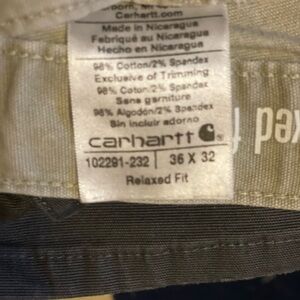 Carhartt.com
Made in Nicaragua
Fabriqué au Nicaragua
Hecho en Nicaragua
98% Cotton/2% Spandex
Exclusive of Trimming
98% Coton/2% Spandex
Sans garniture
98% Algodón/2% Spandex
Sin incluir adorno
carhartt
102291-232 36 X 32
Relaxed Fit